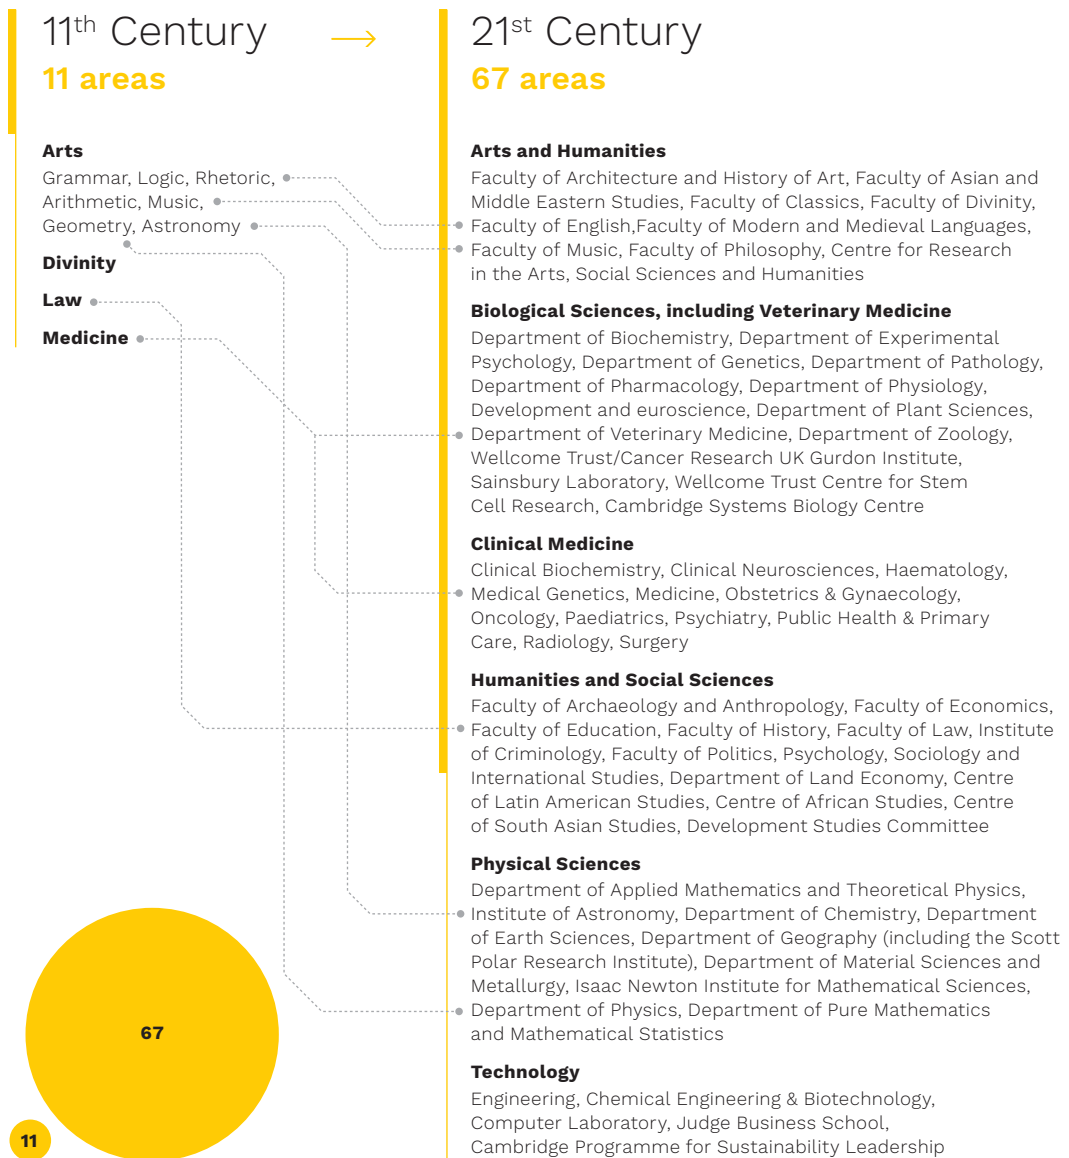 11th Century
11 areas
Arts
Grammar, Logic, Rhetoric,
Arithmetic, Music,
Geometry, Astronomy
Divinity
Law
Medicine
21st Century
67 areas
Arts and Humanities
Faculty of Architecture and History of Art, Faculty of Asian and
Middle Eastern Studies, Faculty of Classics, Faculty of Divinity,
Faculty of English,Faculty of Modern and Medieval Languages,
Faculty of Music, Faculty of Philosophy, Centre for Research
in the Arts, Social Sciences and Humanities
Biological Sciences, including Veterinary Medicine
Department of Biochemistry, Department of Experimental
Psychology, Department of Genetics, Department of Pathology,
Department of Pharmacology, Department of Physiology,
Development and euroscience, Department of Plant Sciences,
Department of Veterinary Medicine, Department of Zoology,
Wellcome Trust/Cancer Research UK Gurdon Institute,
Sainsbury Laboratory, Wellcome Trust Centre for Stem
Cell Research, Cambridge Systems Biology Centre
Clinical Medicine
Clinical Biochemistry, Clinical Neurosciences, Haematology,
Medical Genetics, Medicine, Obstetrics & Gynaecology,
Oncology, Paediatrics, Psychiatry, Public Health & Primary
Care, Radiology, Surgery
Humanities and Social Sciences
Faculty of Archaeology and Anthropology, Faculty of Economics,
Faculty of Education, Faculty of History, Faculty of Law, Institute
of Criminology, Faculty of Politics, Psychology, Sociology and
International Studies, Department of Land Economy, Centre
of Latin American Studies, Centre of African Studies, Centre
of South Asian Studies, Development Studies Committee
Physical Sciences
Department of Applied Mathematics and Theoretical Physics,
Institute of Astronomy, Department of Chemistry, Department
of Earth Sciences, Department of Geography (including the Scott
Polar Research Institute), Department of Material Sciences and
Metallurgy, Isaac Newton Institute for Mathematical Sciences,
Department of Physics, Department of Pure Mathematics
and Mathematical Statistics
Technology
Engineering, Chemical Engineering & Biotechnology,
Computer Laboratory, Judge Business School,
Cambridge Programme for Sustainability Leadership
67
11